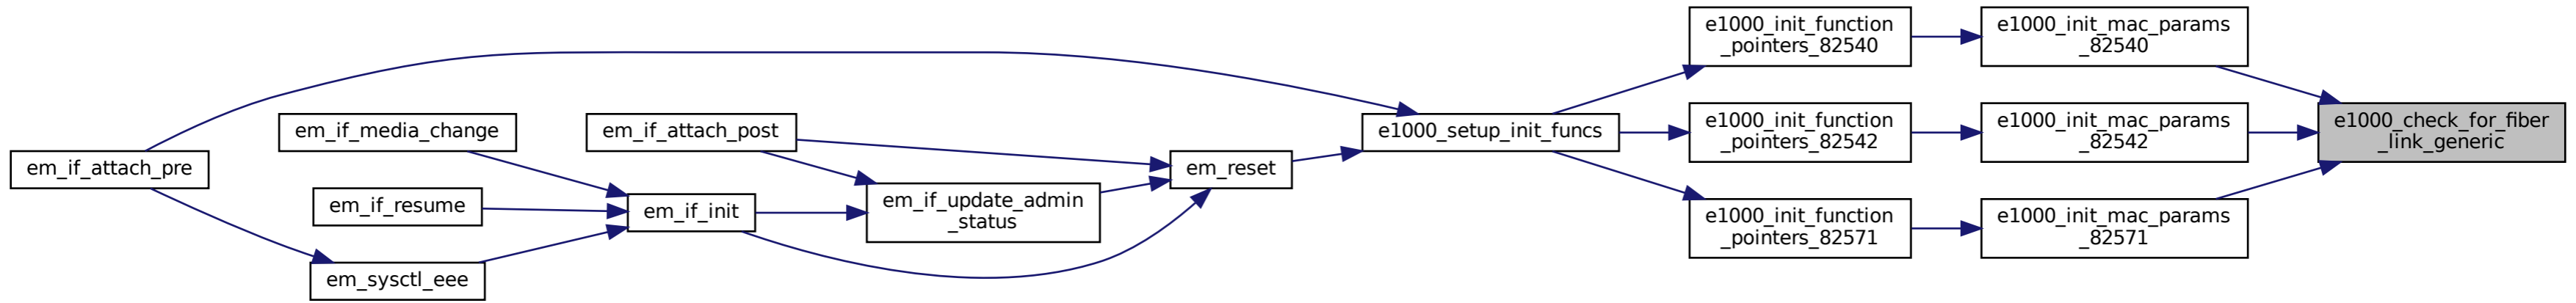 em_if_attach_pre
em_if_media_change
em_if_resume
em_sysctl_eee
em_if_attach_post
em_if_init
em_if_update_admin
_status
em_reset
e1000_setup_init_funcs
e1000_init_function
_pointers_82540
e1000_init_function
_pointers_82542
e1000_init_function
_pointers_82571
e1000_init_mac_params
_82540
e1000_init_mac_params
_82542
e1000_init_mac_params
_82571
e1000_check_for_fiber
_link_generic